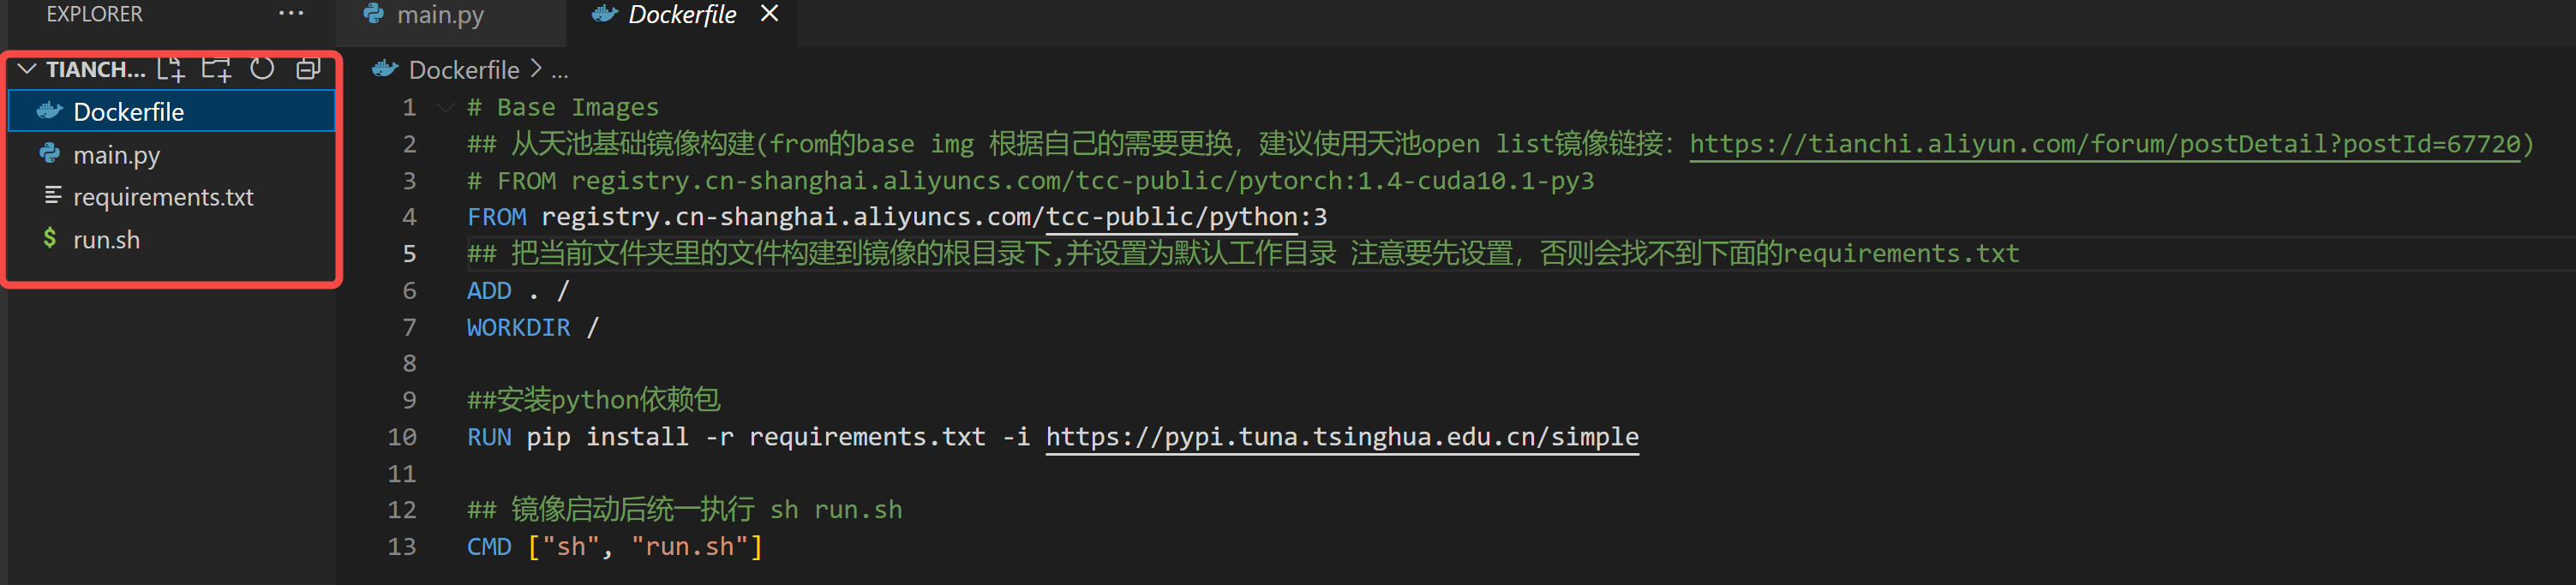 EXPLORER
main.py
Dockerfile
TIANCH...
Dockerfile
main.py
requirements.txt
$ run.sh
Dockerfile > ...
1 # Base Images
2 ## 从天池基础镜像构建(from的base img 根据自己的需要更换，建议使用天池open list镜像链接：https://tianchi.aliyun.com/forum/postDetail?postId=67720)
3 # FROM registry.cn-shanghai.aliyuncs.com/tcc-public/pytorch:1.4-cuda10.1-py3
4 FROM registry.cn-shanghai.aliyuncs.com/tcc-public/python:3
5 ## 把当前文件夹里的文件构建到镜像的根目录下,并设置为默认工作目录 注意要先设置，否则会找不到下面的requirements.txt
6 ADD . /
7 WORKDIR /
8
9 ##安装python依赖包
10 RUN pip install -r requirements.txt -i https://pypi.tuna.tsinghua.edu.cn/simple
11
12 ## 镜像启动后统一执行 sh run.sh
13 CMD ["sh", "run.sh"]